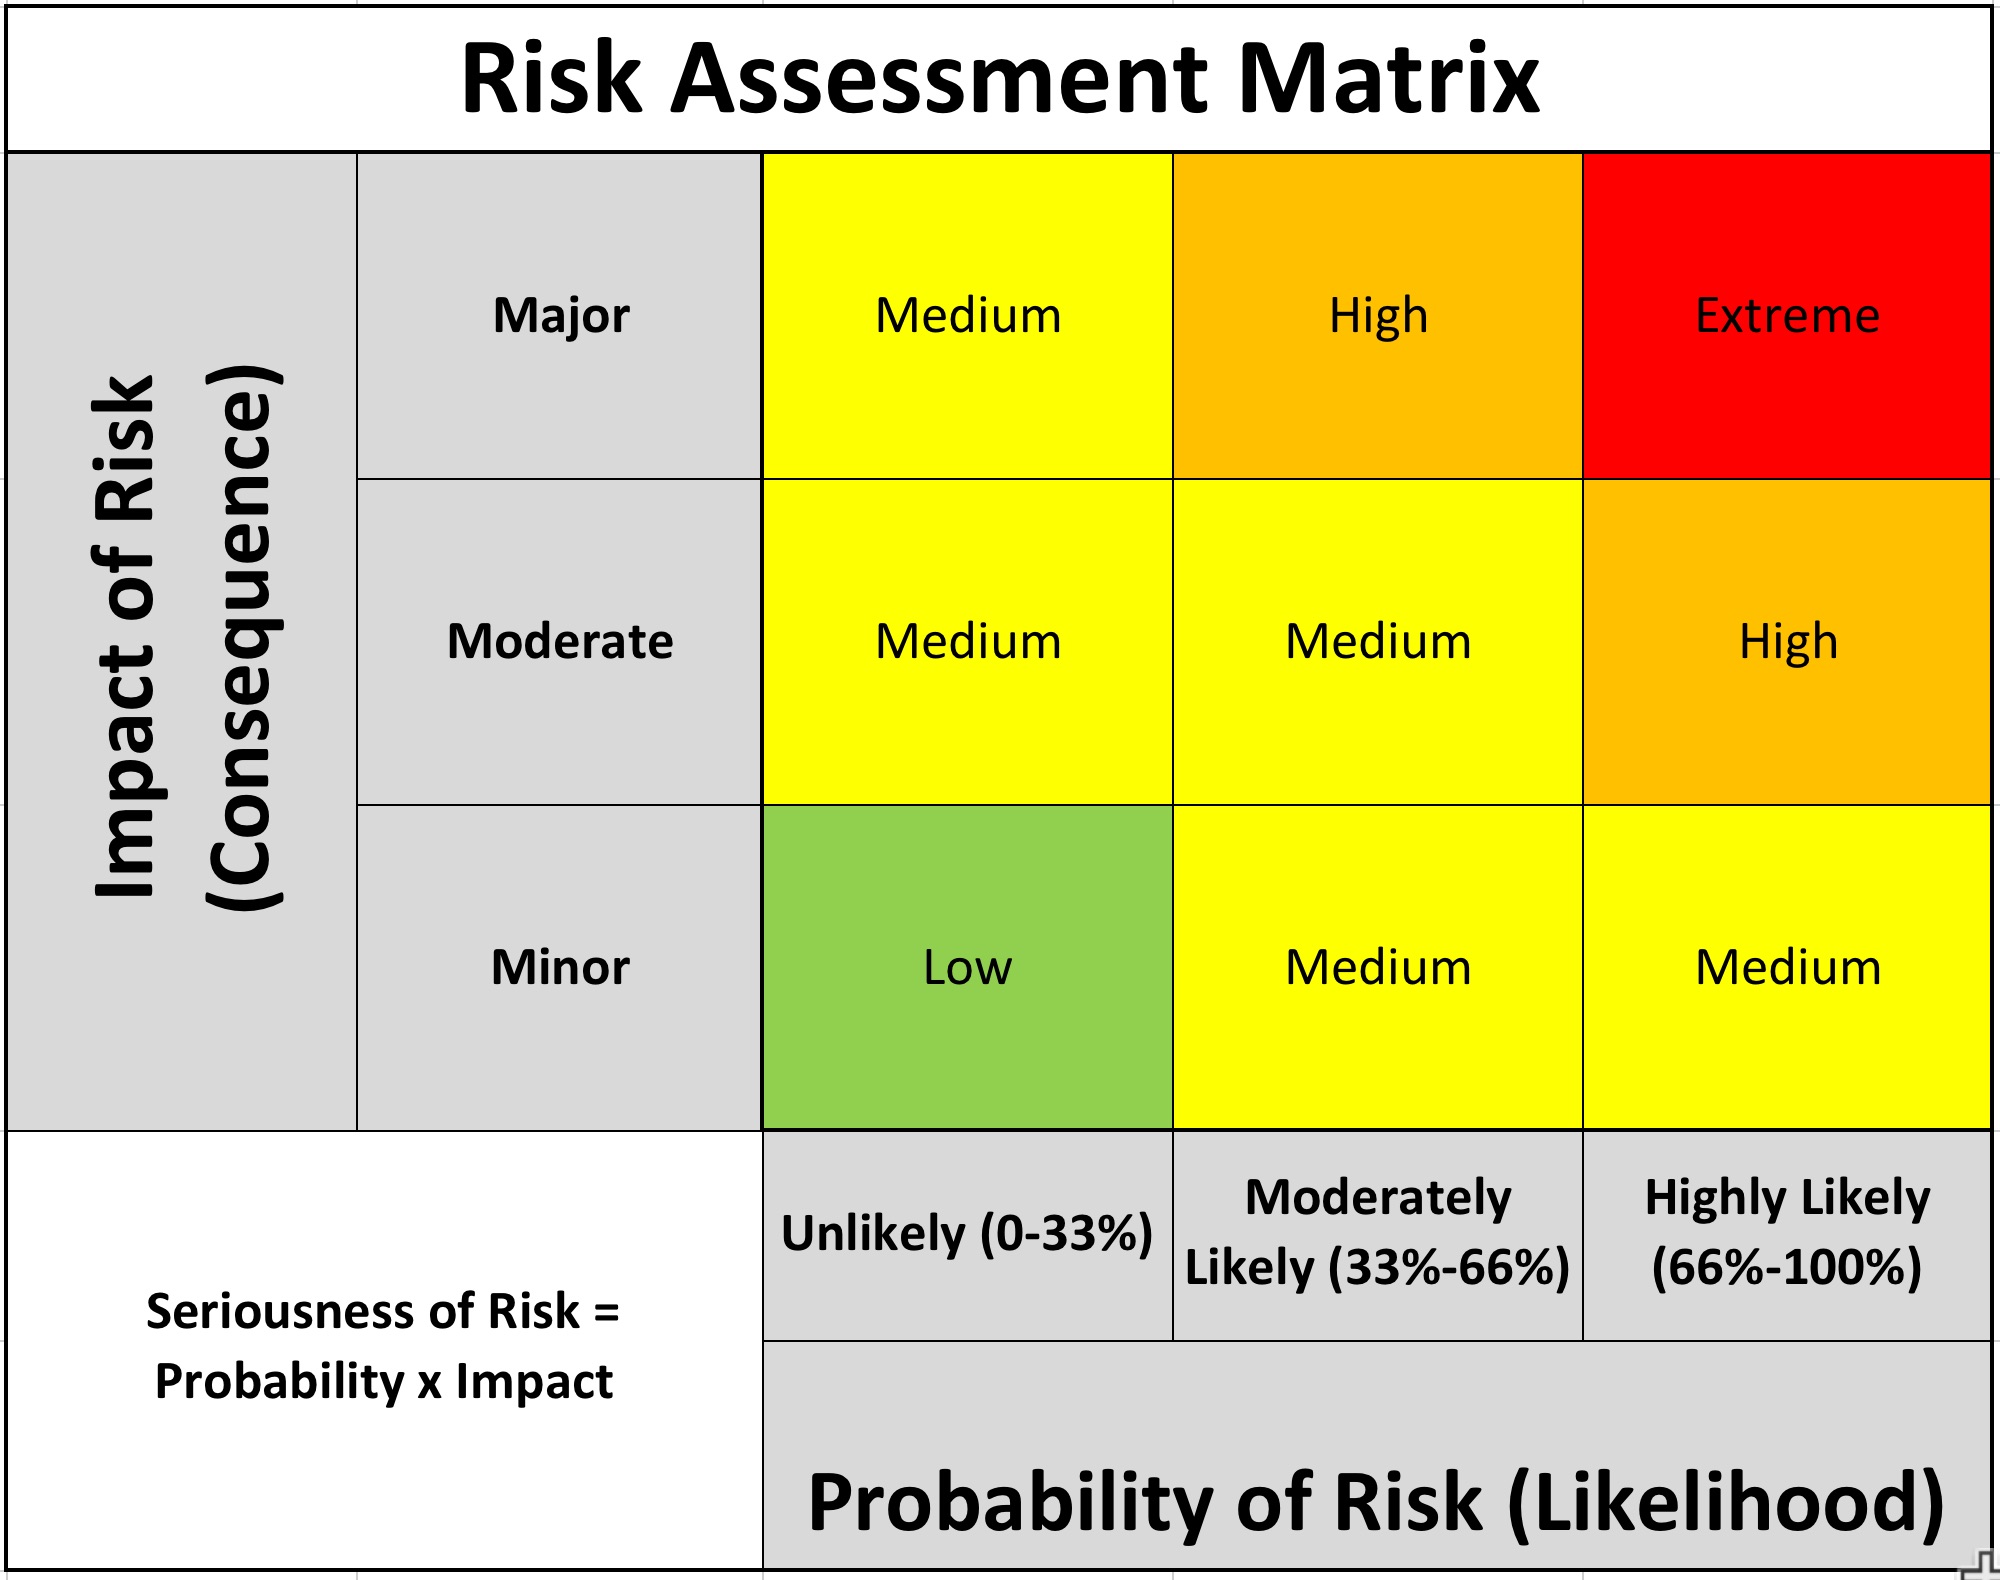 Risk Assessment Matrix
Impact of Risk
(Consequence)
Major
Medium
High
Extreme
Moderate
Medium
Medium
High
Minor
Low
Medium
Medium
Seriousness of Risk =
Probability x Impact
Unlikely (0-33%)
Moderately
Likely (33%-66%)
Highly Likely
(66%-100%)
Probability of Risk (Likelihood)